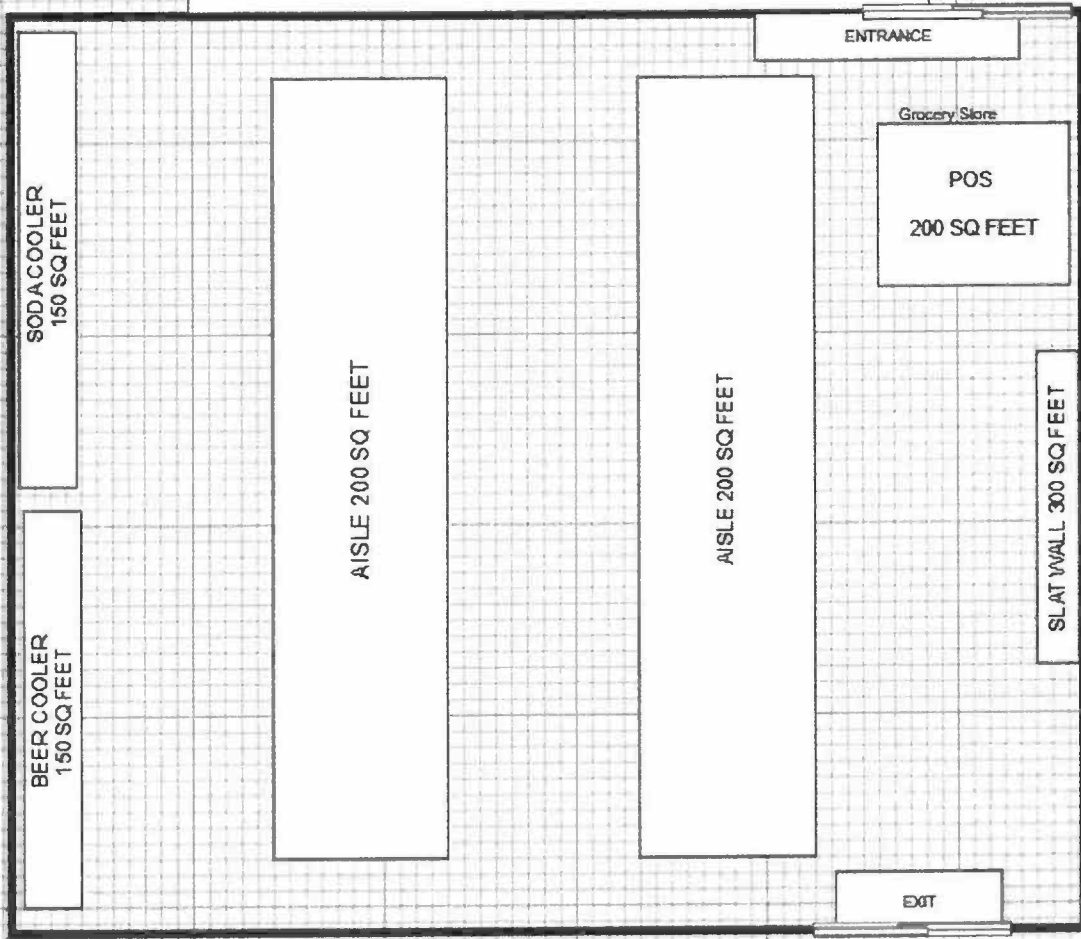 ENTRANCE
Grocery Store
POS
200 SQ FEET
SODA COOLER
150 SQ FEET
AISLE 200 SQ FEET
AISLE 200 SQ FEET
SLAT WALL 300 SQ FEET
BEER COOLER
150 SQ FEET
EXIT